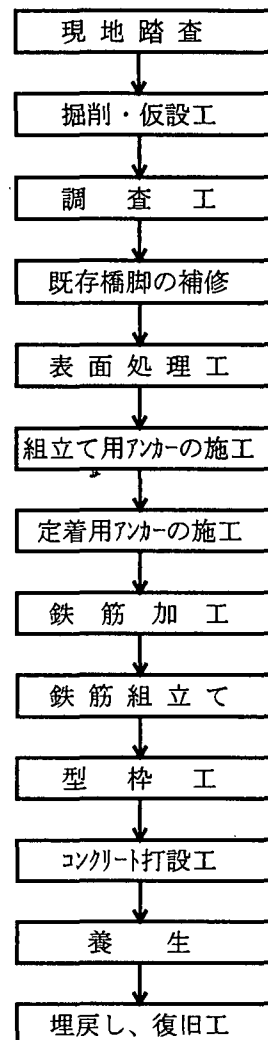 現地踏査
掘削・仮設工
調査工
既存橋脚の補修
表面処理工
組立て用アンカーの施工
定着用アンカーの施工
鉄筋加工
鉄筋組立て
型枠工
コンクリート打設工
養生
埋戻し、復旧工